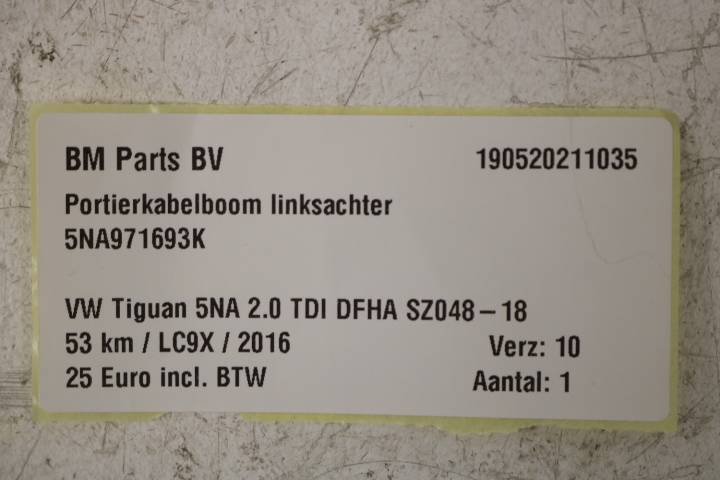 BM Parts BV 190520211035
Portierkabelboom linksachter
5NA971693K
VW Tiguan 5NA 2.0 TDI DFHA SZ048-18
53 km / LC9X / 2016 Verz: 10
25 Euro incl. BTW Aantal: 1